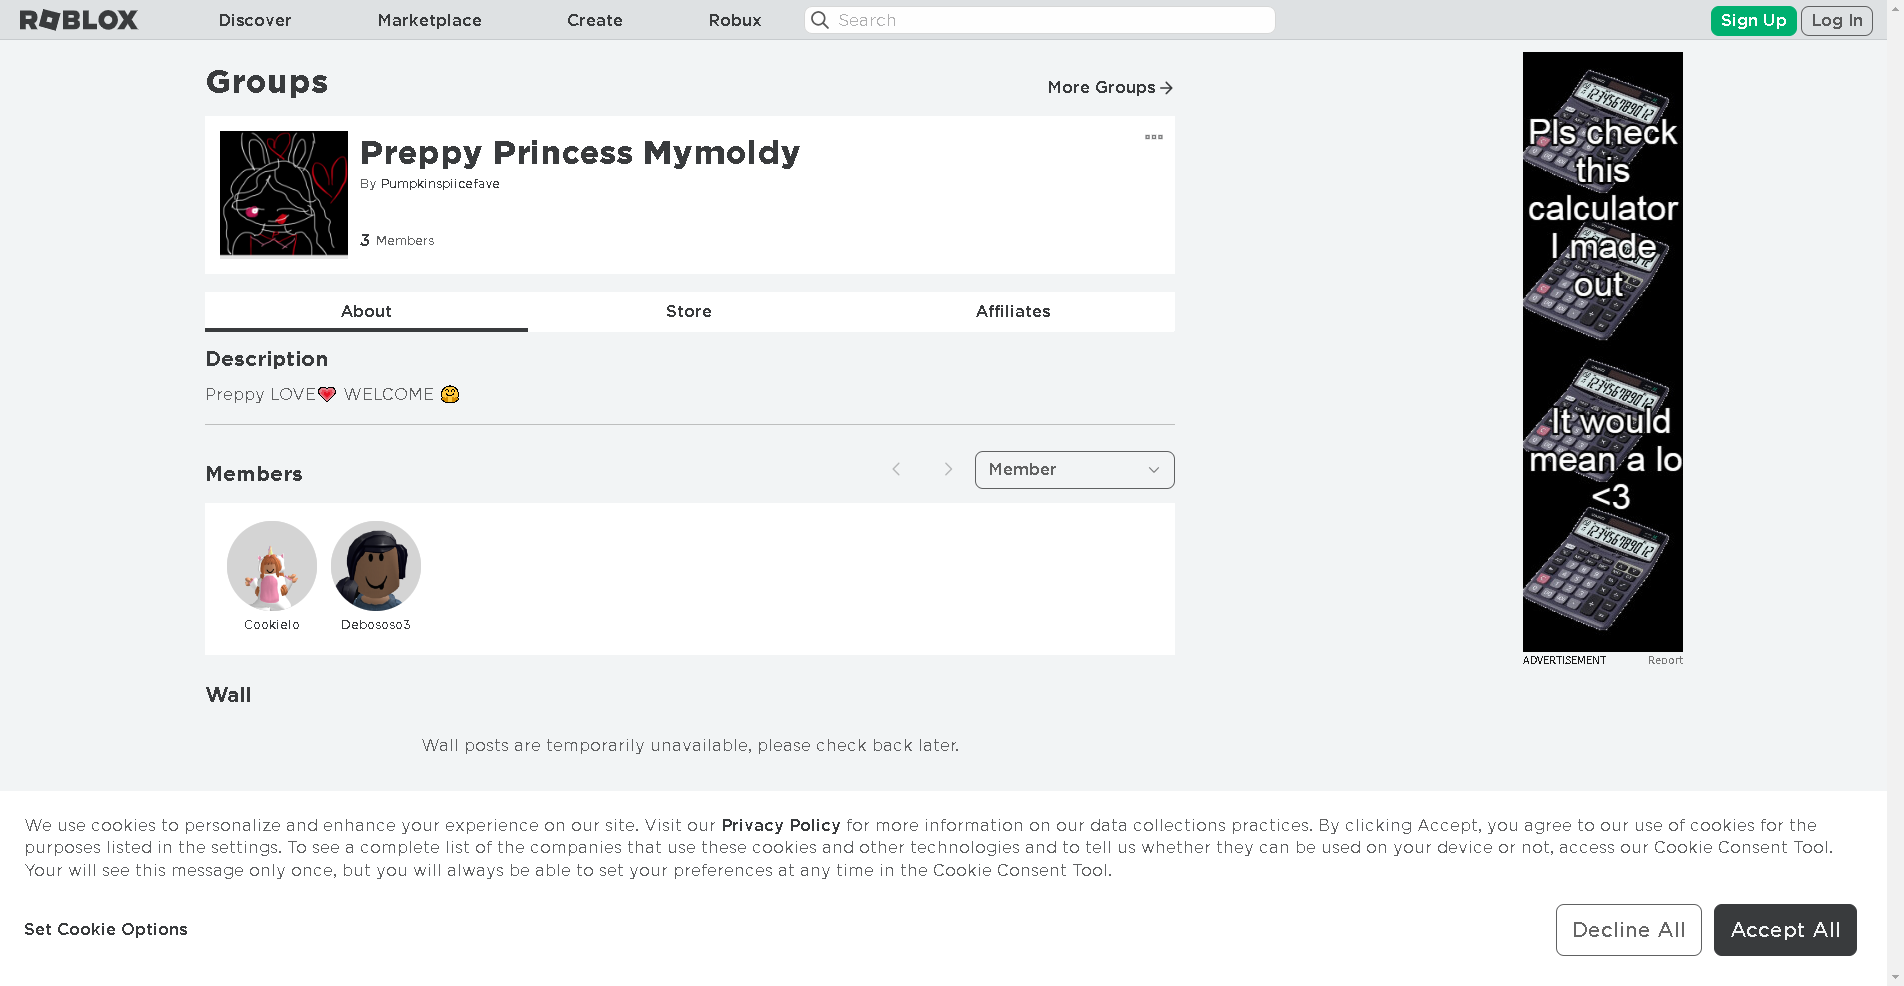 ROBLOX
Discover
Marketplace
Create
Robux
Search
Sign Up
Log In
Groups
More Groups
Preppy Princess Mymoldy
By Pumpkinspiicefave
3 Members
About
Store
Affiliates
Description
Preppy LOVE💗 WELCOME 🤗
Members
Member
Cookielo
Debososo3
Wall
Wall posts are temporarily unavailable, please check back later.
Pls check
this
calculator
I made
out
It would
mean a lo
<3
ADVERTISEMENT
Report
We use cookies to personalize and enhance your experience on our site. Visit our Privacy Policy for more information on our data collections practices. By clicking Accept, you agree to our use of cookies for the
purposes listed in the settings. To see a complete list of the companies that use these cookies and other technologies and to tell us whether they can be used on your device or not, access our Cookie Consent Tool.
Your will see this message only once, but you will always be able to set your preferences at any time in the Cookie Consent Tool.
Set Cookie Options
Decline All
Accept All